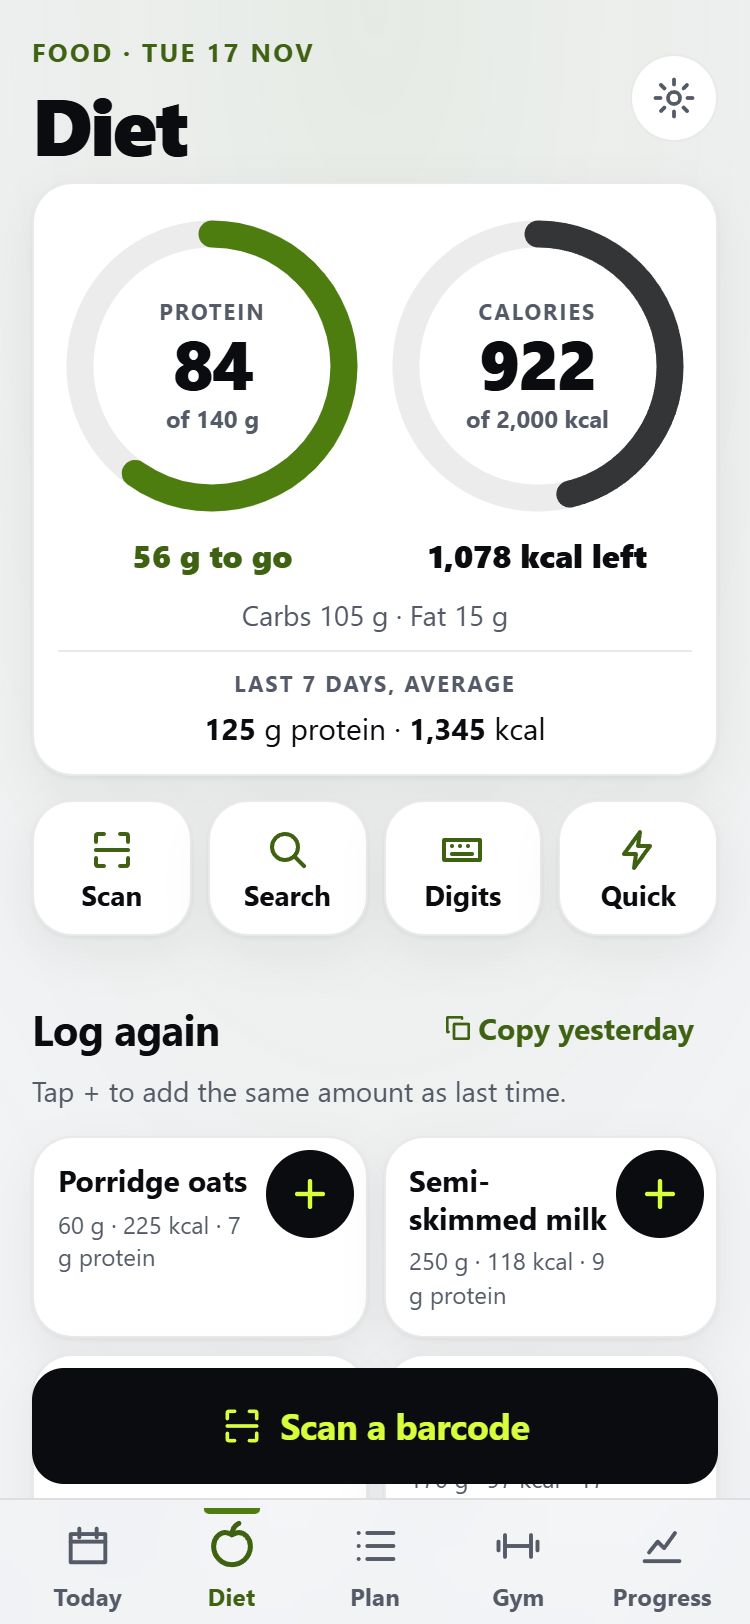 FOOD · TUE 17 NOV
Diet
PROTEIN
84
of 140 g
56 g to go
CALORIES
922
of 2,000 kcal
1,078 kcal left
Carbs 105 g · Fat 15 g
LAST 7 DAYS, AVERAGE
125 g protein · 1,345 kcal
Scan
Search
Digits
Quick
Log again
Copy yesterday
Tap + to add the same amount as last time.
Porridge oats
60 g · 225 kcal · 7
g protein
Semi-
skimmed milk
250 g · 118 kcal · 9
g protein
Scan a barcode
Today
Diet
Plan
Gym
Progress